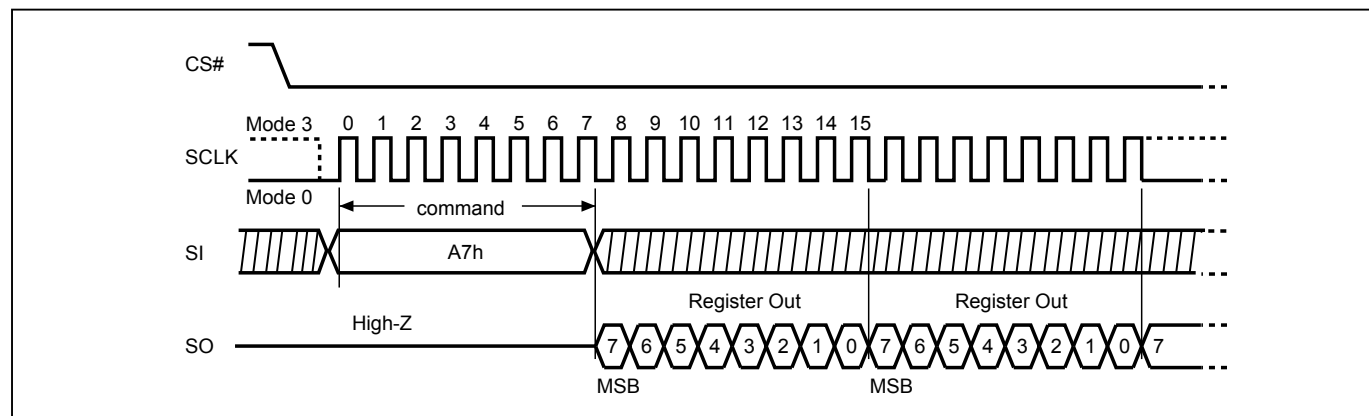 CS#
Mode 3 0 1 2 3 4 5 6 7 8 9 10 11 12 13 14 15
SCLK
Mode 0
command
SI A7h
Register Out Register Out
High-Z
SO 7 6 5 4 3 2 1 0 7 6 5 4 3 2 1 0 7
MSB MSB